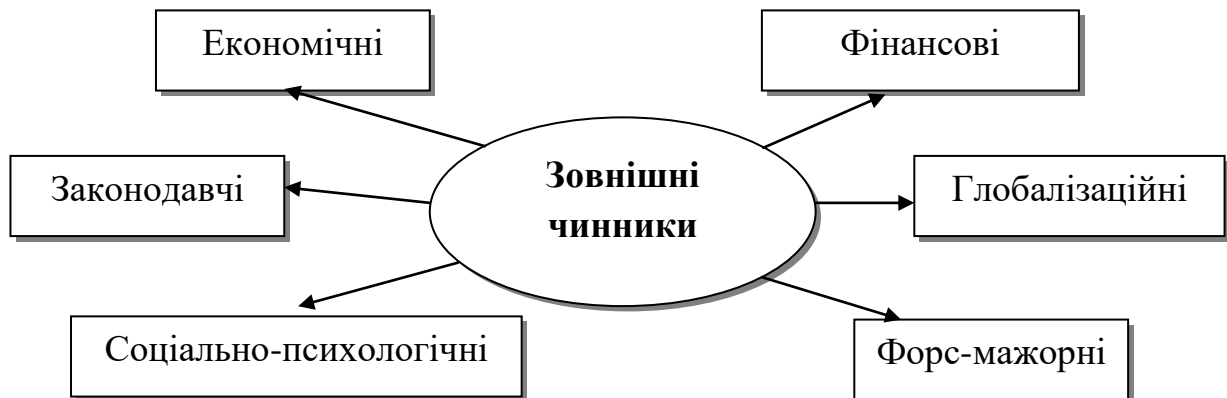 Економічні
Фінансові
Зовнішні
чинники
Законодавчі
Глобалізаційні
Соціально-психологічні
Форс-мажорні